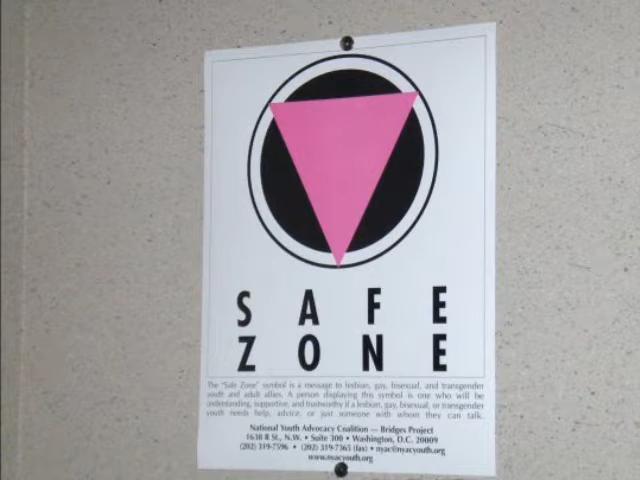 SAFE
ZONE
The "Safe Zone" symbol is a message to lesbian, gay, bisexual, and transgender
youth and adult allies. A person displaying this symbol is one who will be
understanding, supportive, and trustworthy if a lesbian, gay, bisexual, or transgender
youth needs help, advice, or just someone with whom they can talk.
National Youth Advocacy Coalition — Bridges Project
1638 R St., N.W. • Suite 300 • Washington, D.C. 20009
(202) 319-7596 • (202) 319-7365 (fax) • nyac@nyacyouth.org
www.nyacyouth.org